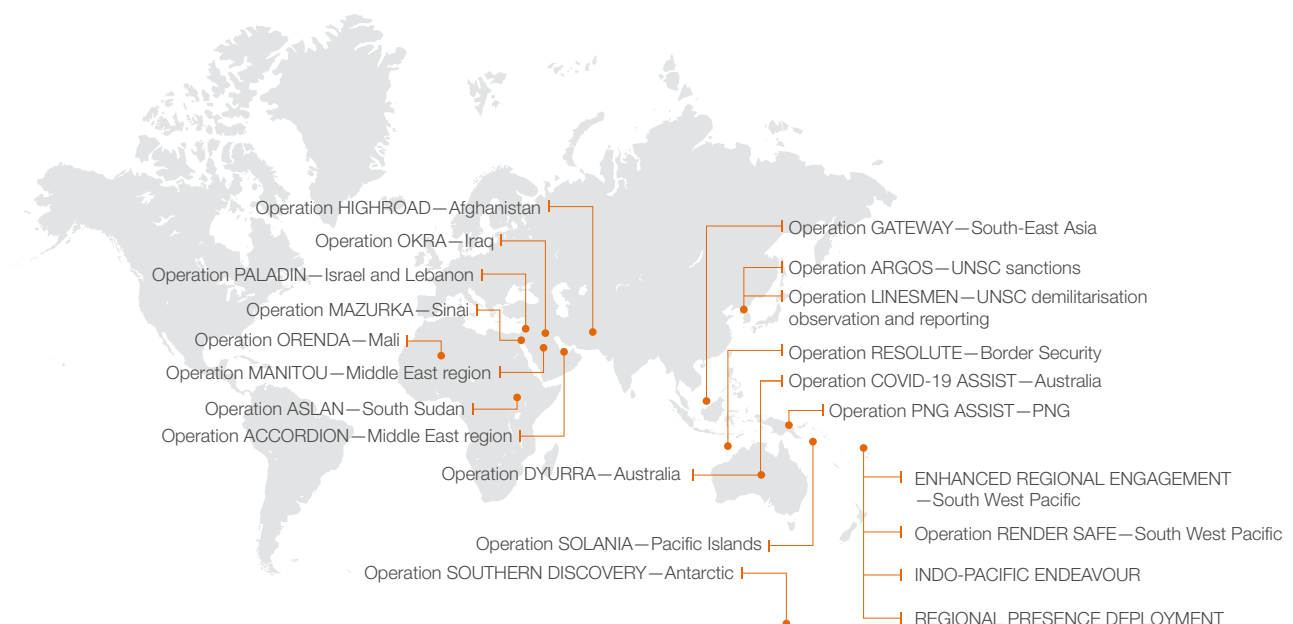 Operation HIGHROAD—Afghanistan
Operation OKRA—Iraq
Operation PALADIN—Israel and Lebanon
Operation MAZURKA—Sinai
Operation ORENDA—Mali
Operation MANITOU—Middle East region
Operation ASLAN—South Sudan
Operation ACCORDION—Middle East region
Operation DYURRA—Australia
Operation SOLANIA—Pacific Islands
Operation SOUTHERN DISCOVERY—Antarctic
Operation GATEWAY—South-East Asia
Operation ARGOS—UNSC sanctions
Operation LINESMEN—UNSC demilitarisation
observation and reporting
Operation RESOLUTE—Border Security
Operation COVID-19 ASSIST—Australia
Operation PNG ASSIST—PNG
ENHANCED REGIONAL ENGAGEMENT
—South West Pacific
Operation RENDER SAFE—South West Pacific
INDO-PACIFIC ENDEAVOUR
REGIONAL PRESENCE DEPLOYMENT